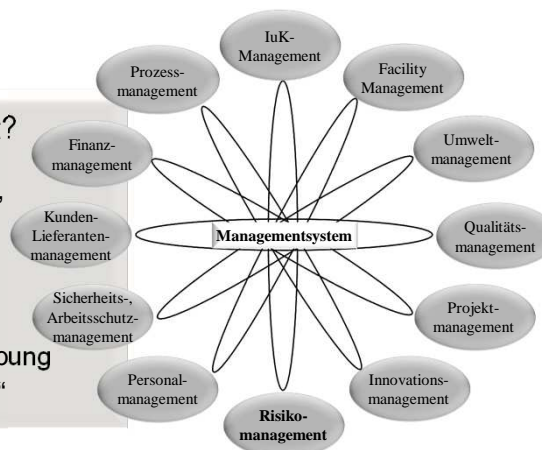 IuK-
Management
Prozess-
management
Facility
Management
?
Finanz-
management
Umwelt-
management
,
Kunden-
Lieferanten-
management
Managementsystem
Qualitäts-
management
Sicherheits-,
Arbeitsschutz-
management
Projekt-
management
“
Personal-
management
Innovations-
management
Risiko-
management